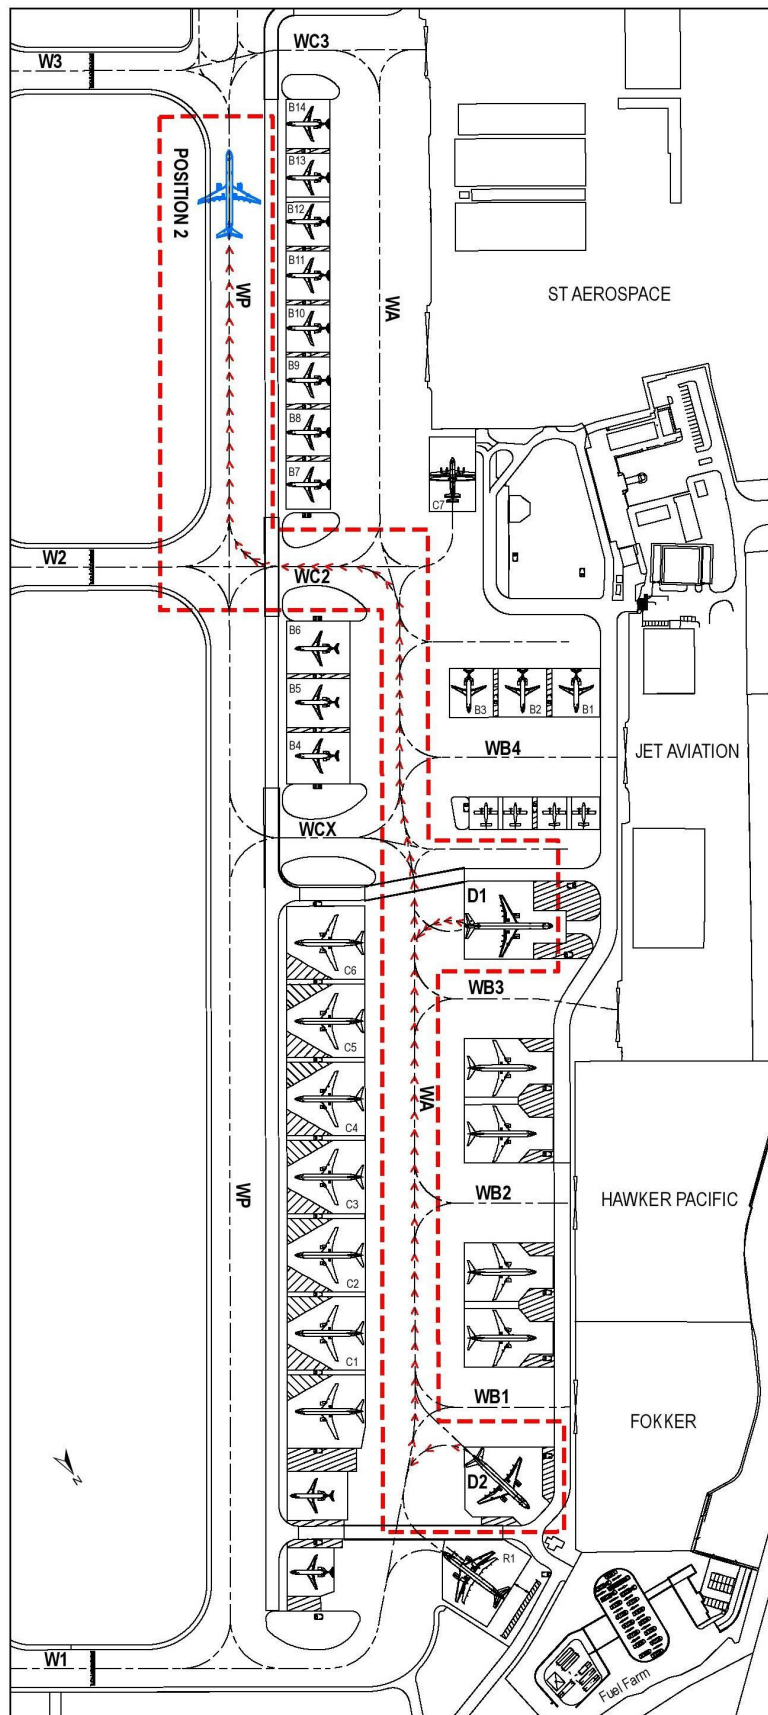 WC3
W3
B14
B13
POSITION 2
B12
B11
WP
WA
ST AEROSPACE
B10
B9
B8
B7
C7
W2
WC2
B6
B3
B2
B1
B5
B4
WB4
JET AVIATION
WCX
D1
C6
WB3
C5
WA
C4
C3
WP
WB2
HAWKER PACIFIC
C2
C1
WB1
FOKKER
D2
N
R1
W1
Fuel Farm